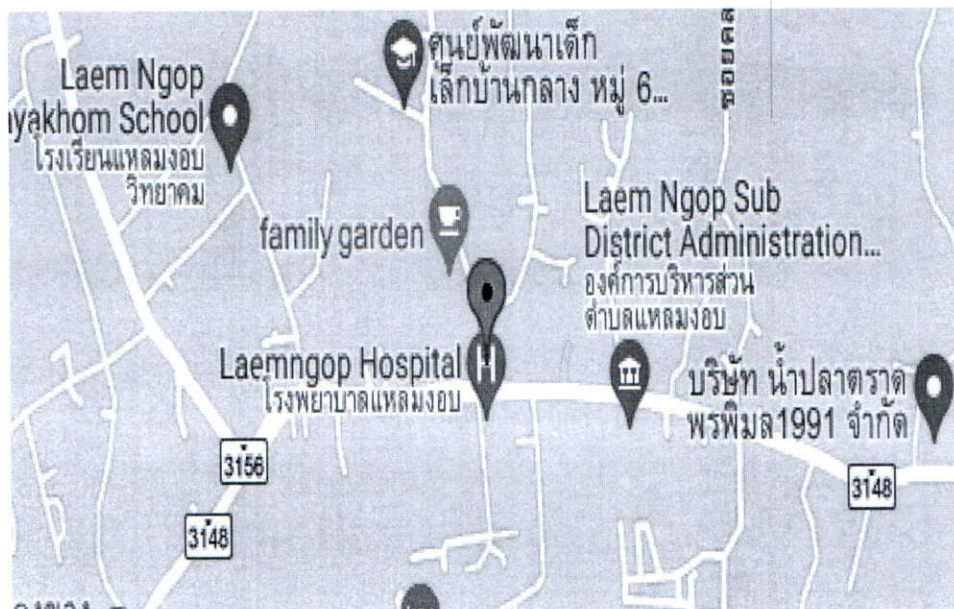 ศูนย์พัฒนาเด็ก
เล็กบ้านกลาง หมู่ 6...
Laem Ngop
ayakhom School
โรงเรียนแหลมงอบ
วิทยาคม
family garden
Laem Ngop Sub
District Administration...
องค์การบริหารส่วน
ตำบลแหลมงอบ
Laemngop Hospital
โรงพยาบาลแหลมงอบ
H
บริษัท น้ำปลาตราด
พรพิมล1991 จำกัด
3156
3148
3148